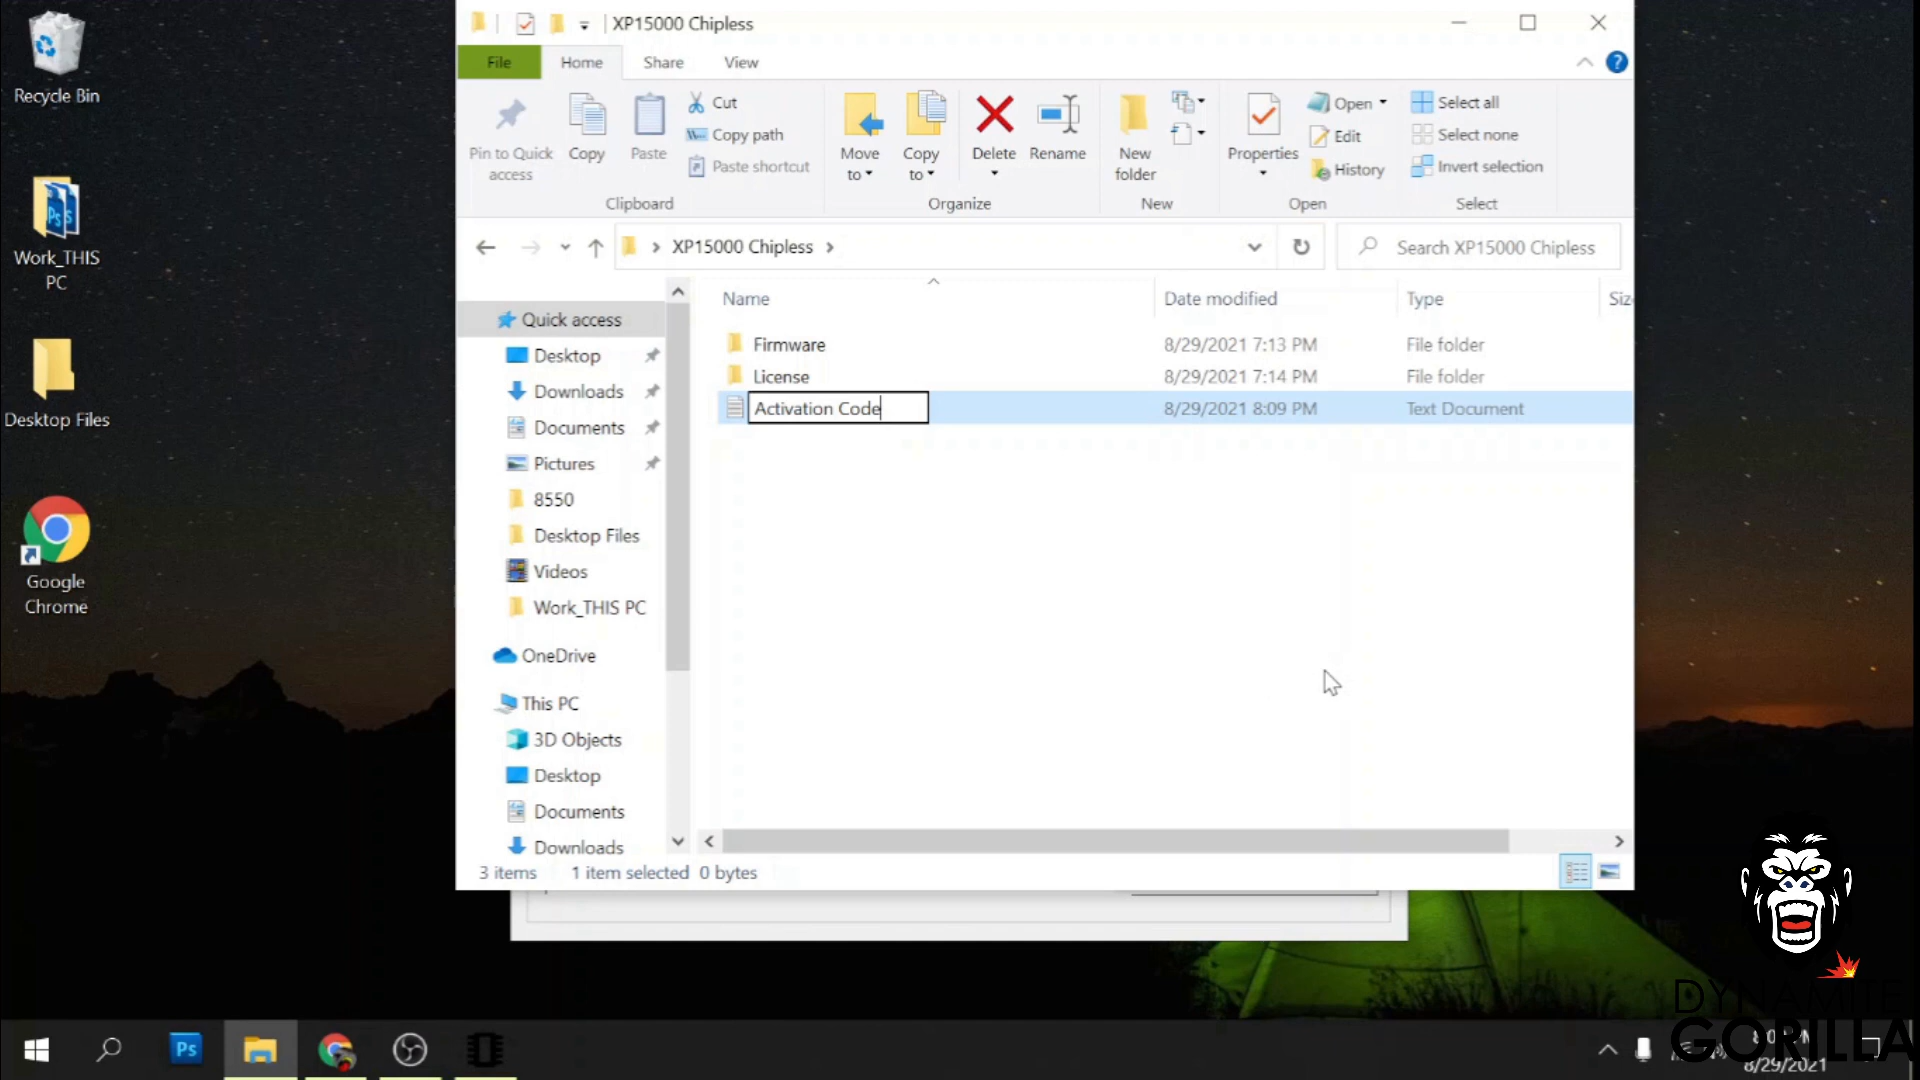 Recycle Bin
Work_THIS
PC
Desktop Files
Google
Chrome
XP15000 Chipless
File
Home
Share
View
?
Pin to Quick
access
Copy
Paste
Cut
Copy path
Paste shortcut
Clipboard
Move
to
Copy
to
Delete
Rename
Organize
New
folder
New
Properties
Open
Edit
History
Open
Select all
Select none
Invert selection
Select
XP15000 Chipless
Search XP15000 Chipless
Name
Date modified
Type
Firmware
8/29/2021 7:13 PM
File folder
License
8/29/2021 7:14 PM
File folder
Activation Code
8/29/2021 8:09 PM
Text Document
Quick access
Desktop
Downloads
Documents
Pictures
8550
Desktop Files
Videos
Work_THIS PC
OneDrive
This PC
3D Objects
Desktop
Documents
Downloads
3 items 1 item selected 0 bytes
DYNAMITE
GORILLA
Ps
8/29/2021